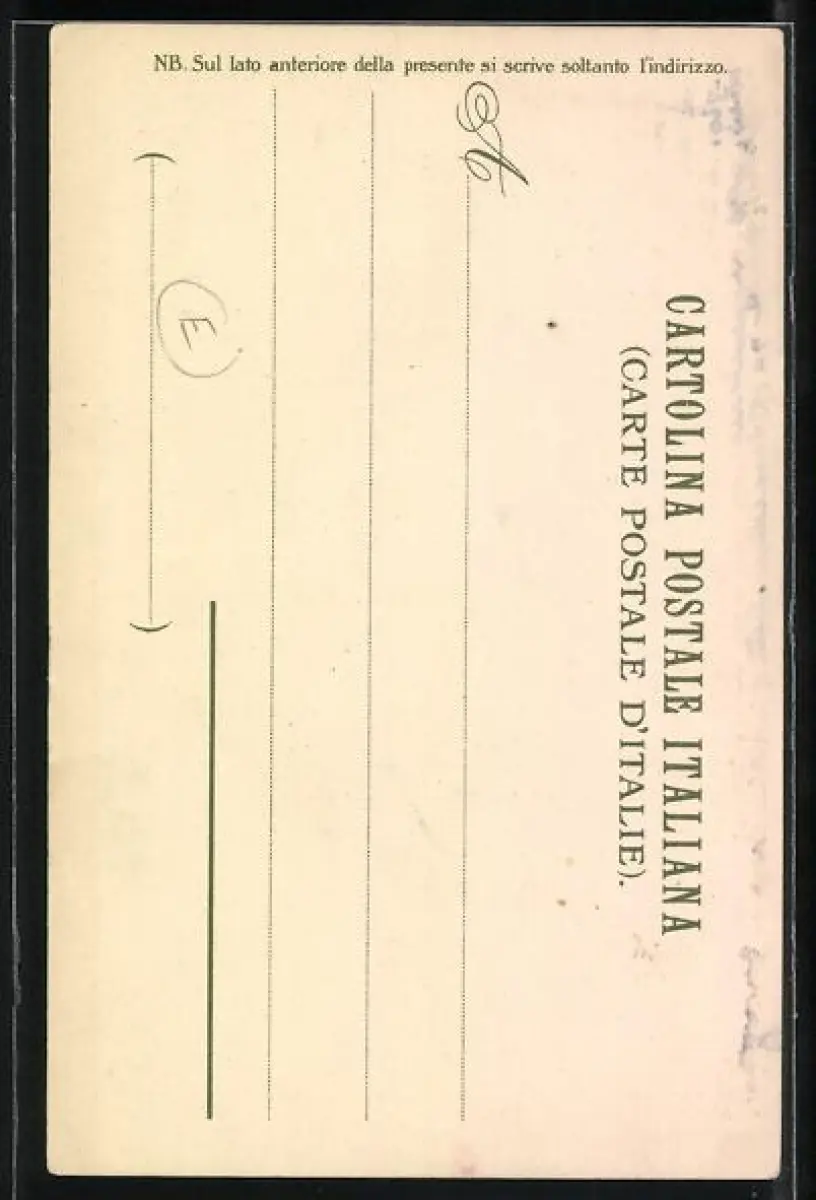 NB. Sul lato anteriore della presente si scrive soltanto l'indirizzo.
CARTOLINA POSTALE ITALIANA
(CARTE POSTALE D'ITALIE).
A
E